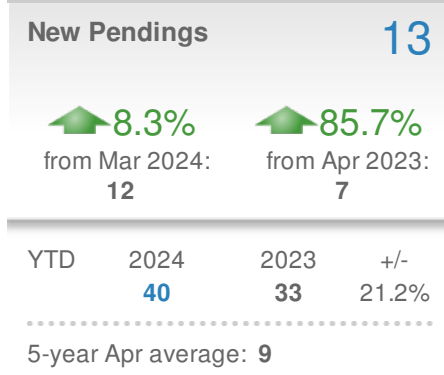 New Pendings 13
8.3% 85.7%
from Mar 2024: from Apr 2023:
12 7
YTD 2024 2023 +/-
40 33 21.2%
5-year Apr average: 9